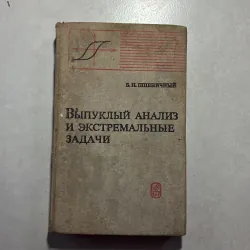 Б.Н.ПШЕНИЧНЫЙ
ВЫПУКЛЫЙ АНАЛИЗ
И ЭКСТРЕМАЛЬНЫЕ
ЗАДАЧИ